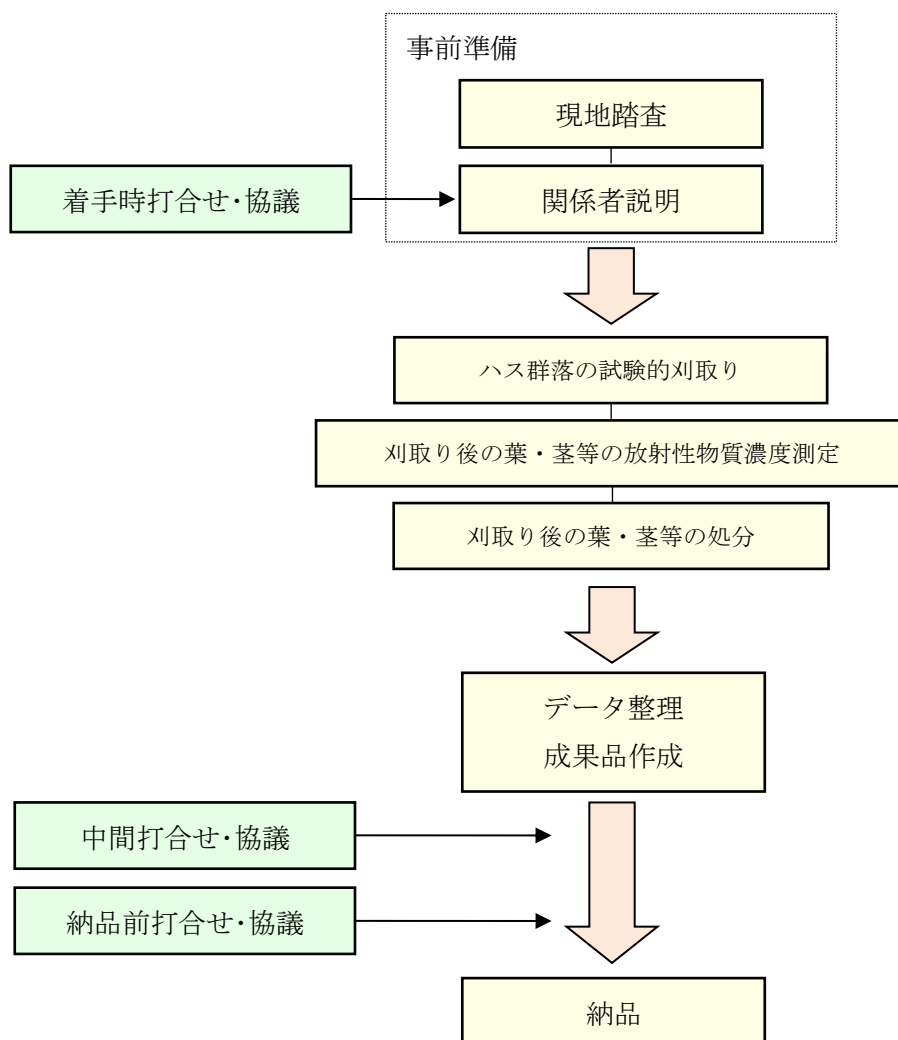 事前準備
現地踏査
着手時打合せ･協議
関係者説明
ハス群落の試験的刈取り
刈取り後の葉・茎等の放射性物質濃度測定
刈取り後の葉・茎等の処分
データ整理
成果品作成
中間打合せ･協議
納品前打合せ･協議
納品